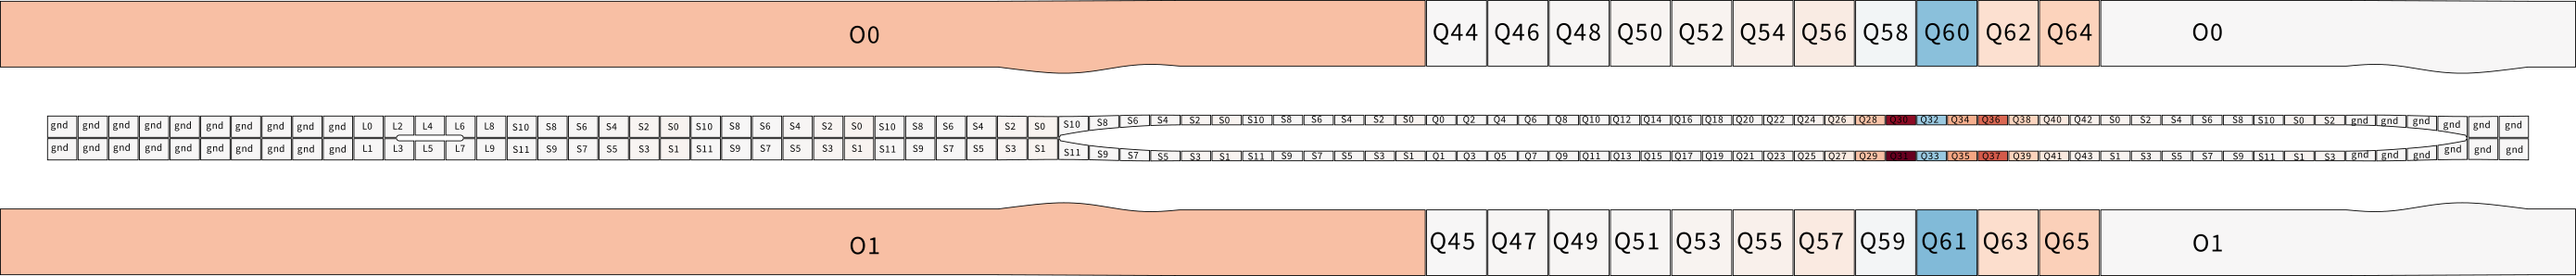 O0 Q44 Q46 Q48 Q50 Q52 Q54 Q56 Q58 Q60 Q62 Q64 O0
gnd gnd gnd gnd gnd gnd gnd gnd gnd gnd L0 L2 L4 L6 L8 S10 S8 S6 S4 S2 S0 S10 S8 S6 S4 S2 S0 S10 S8 S6 S4 S2 S0 S10 S8 S6 S4 S2 S0 S10 S8 S6 S4 S2 S0 Q0 Q2 Q4 Q6 Q8 Q10 Q12 Q14 Q16 Q18 Q20 Q22 Q24 Q26 Q28 Q30 Q32 Q34 Q36 Q38 Q40 Q42 S0 S2 S4 S6 S8 S10 S0 S2 gnd gnd gnd gnd gnd gnd
gnd gnd gnd gnd gnd gnd gnd gnd gnd gnd L1 L3 L5 L7 L9 S11 S9 S7 S5 S3 S1 S11 S9 S7 S5 S3 S1 S11 S9 S7 S5 S3 S1 S11 S9 S7 S5 S3 S1 S11 S9 S7 S5 S3 S1 Q1 Q3 Q5 Q7 Q9 Q11 Q13 Q15 Q17 Q19 Q21 Q23 Q25 Q27 Q29 Q31 Q33 Q35 Q37 Q39 Q41 Q43 S1 S3 S5 S7 S9 S11 S1 S3 gnd gnd gnd gnd gnd gnd
O1 Q45 Q47 Q49 Q51 Q53 Q55 Q57 Q59 Q61 Q63 Q65 O1